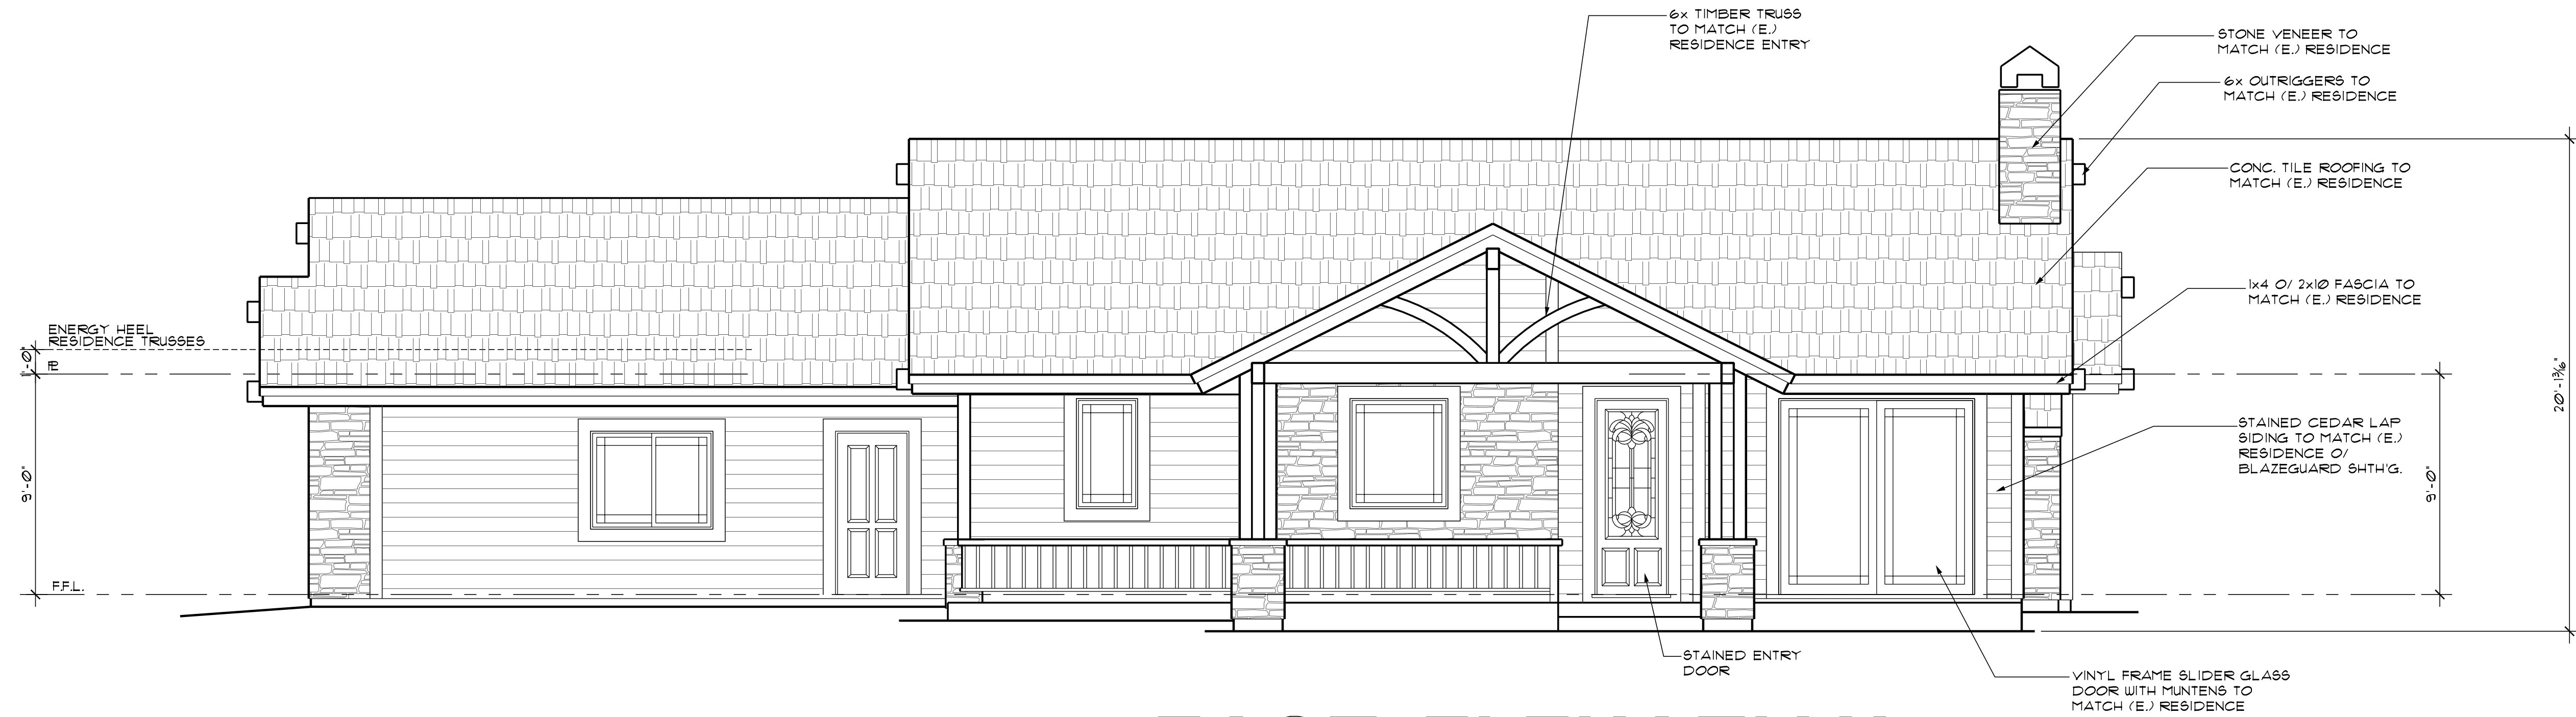 6x TIMBER TRUSS
TO MATCH (E.)
RESIDENCE ENTRY
STONE VENEER TO
MATCH (E.) RESIDENCE
6x OUTRIGGERS TO
MATCH (E.) RESIDENCE
CONC. TILE ROOFING TO
MATCH (E.) RESIDENCE
1x4 O/ 2x10 FASCIA TO
MATCH (E.) RESIDENCE
ENERGY HEEL
RESIDENCE TRUSSES
1'-0"
PL
20'-1 3/16"
STAINED CEDAR LAP
SIDING TO MATCH (E.)
RESIDENCE O/
BLAZEGUARD SHTH'G.
9'-0"
9'-0"
F.F.L.
STAINED ENTRY
DOOR
VINYL FRAME SLIDER GLASS
DOOR WITH MUNTENS TO
MATCH (E.) RESIDENCE